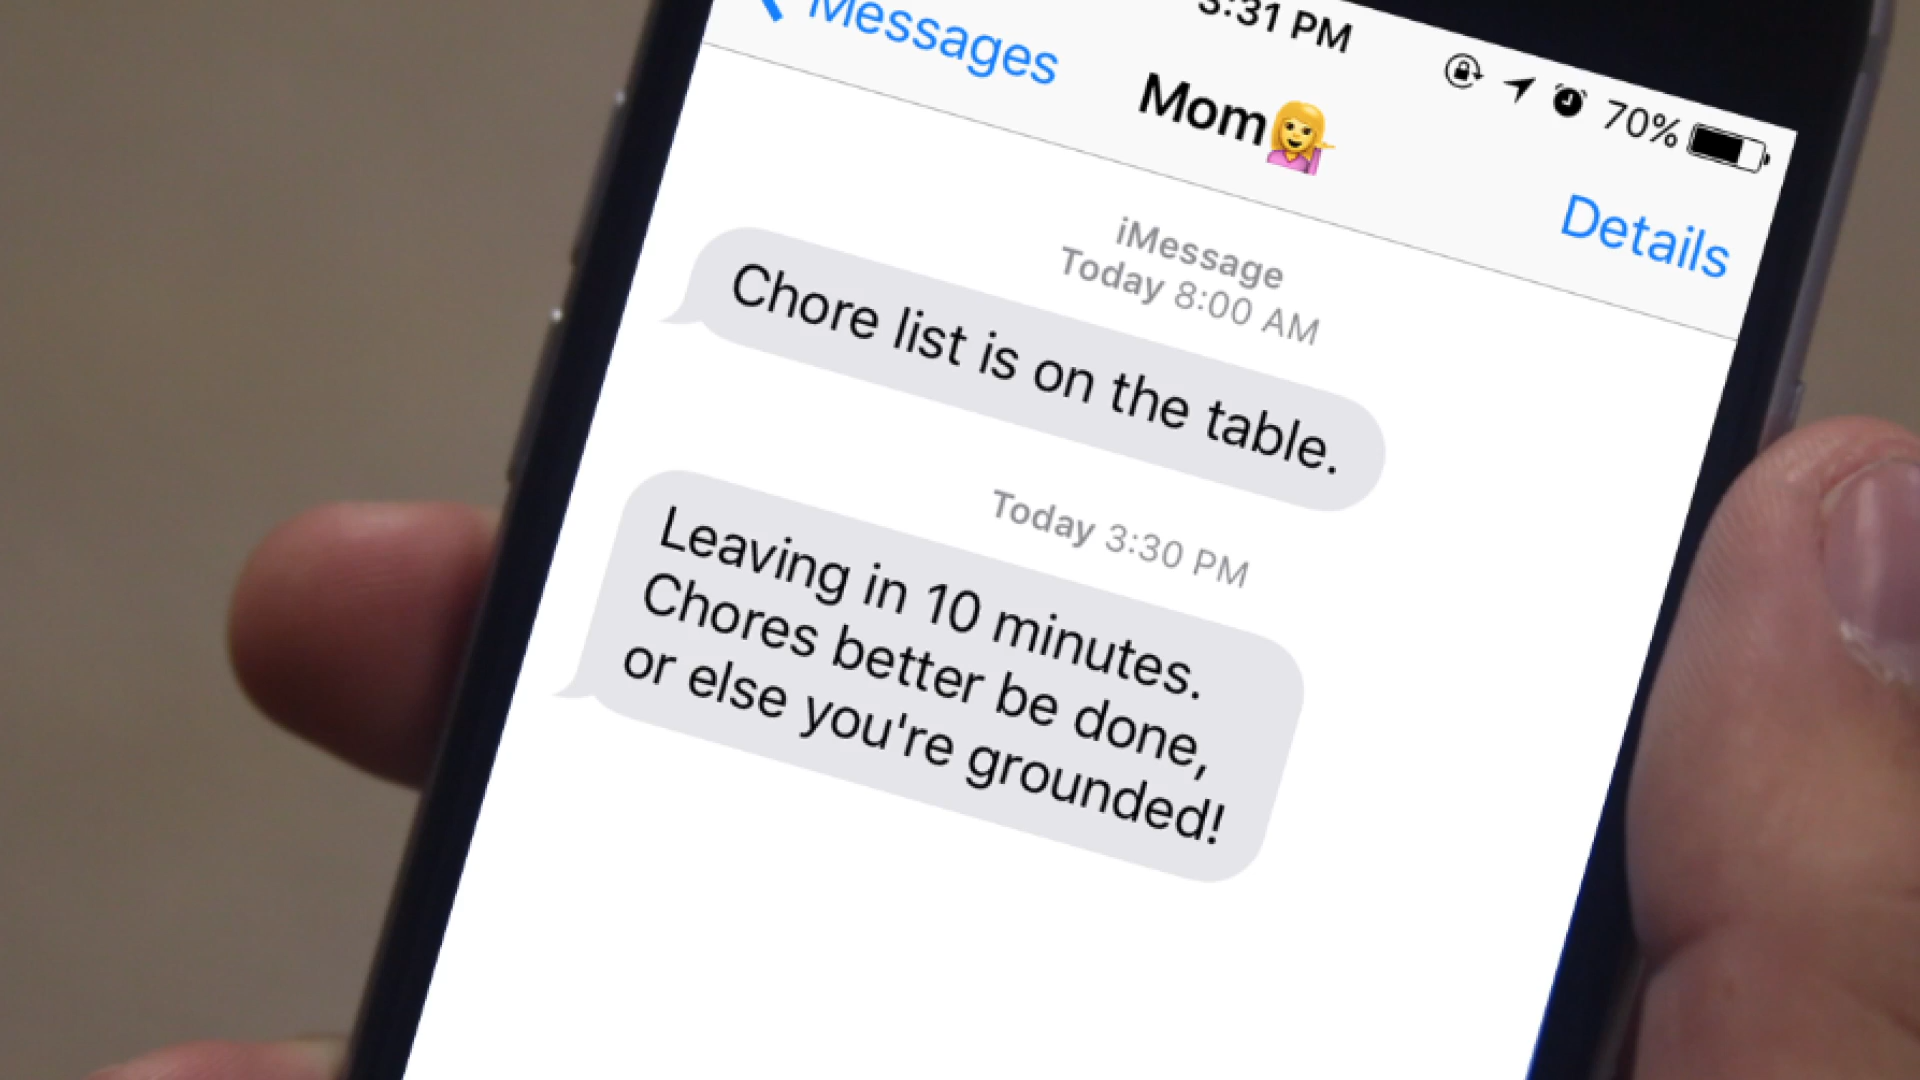 3:31 PM
70%
Messages
Mom
Details
iMessage
Today 8:00 AM
Chore list is on the table.
Today 3:30 PM
Leaving in 10 minutes.
Chores better be done,
or else you're grounded!